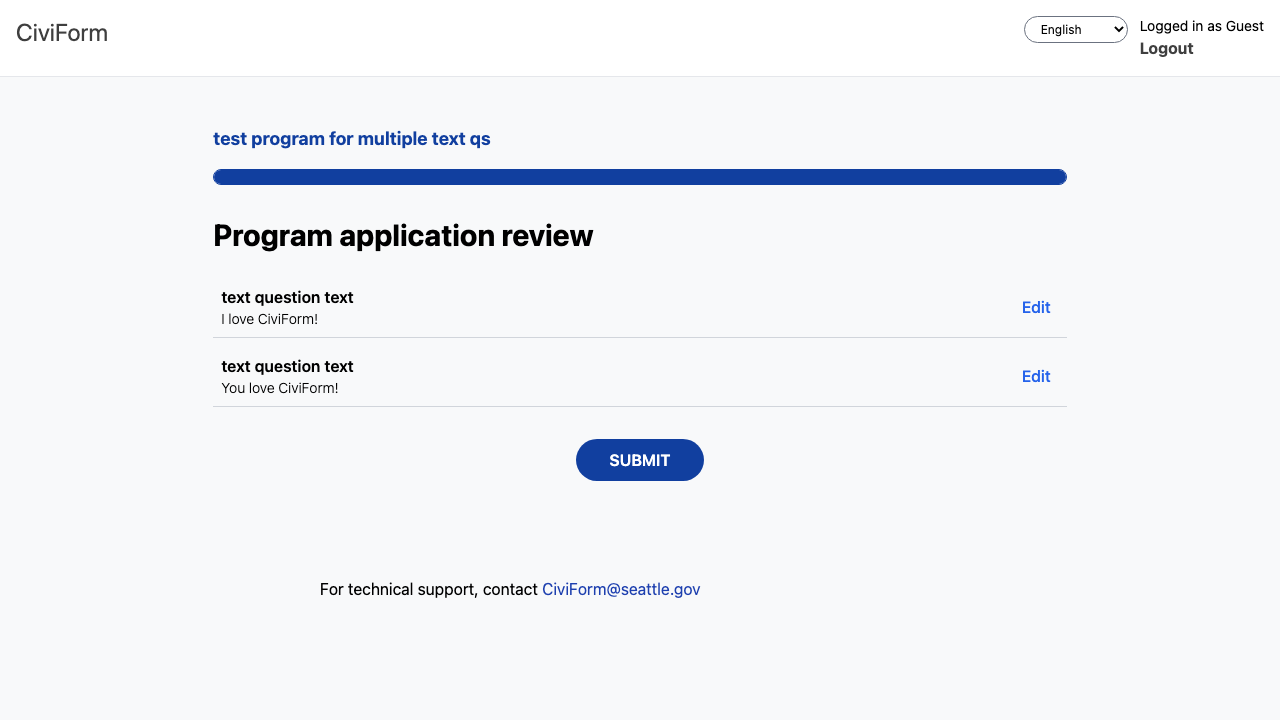 CiviForm
English
Logged in as Guest
Logout
test program for multiple text qs
Program application review
text question text
I love CiviForm!
Edit
text question text
You love CiviForm!
Edit
SUBMIT
For technical support, contact CiviForm@seattle.gov